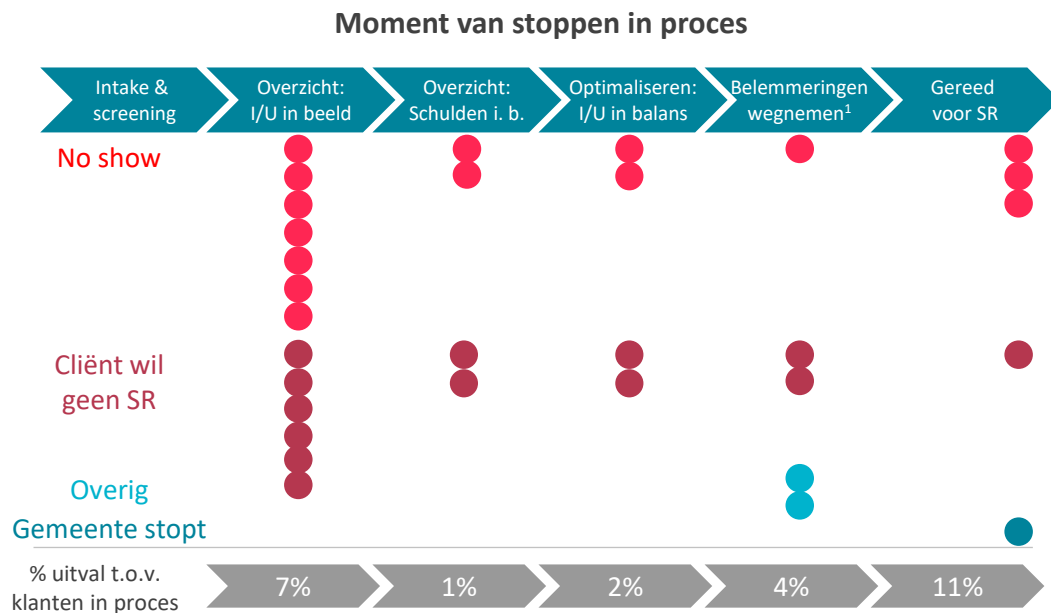 Moment van stoppen in proces
Intake &
screening
Overzicht:
I/U in beeld
Overzicht:
Schulden i. b.
Optimaliseren:
I/U in balans
Belemmeringen
wegnemen¹
Gereed
voor SR
No show
Cliënt wil
geen SR
Overig
Gemeente stopt
% uitval t.o.v.
klanten in proces
7%
1%
2%
4%
11%